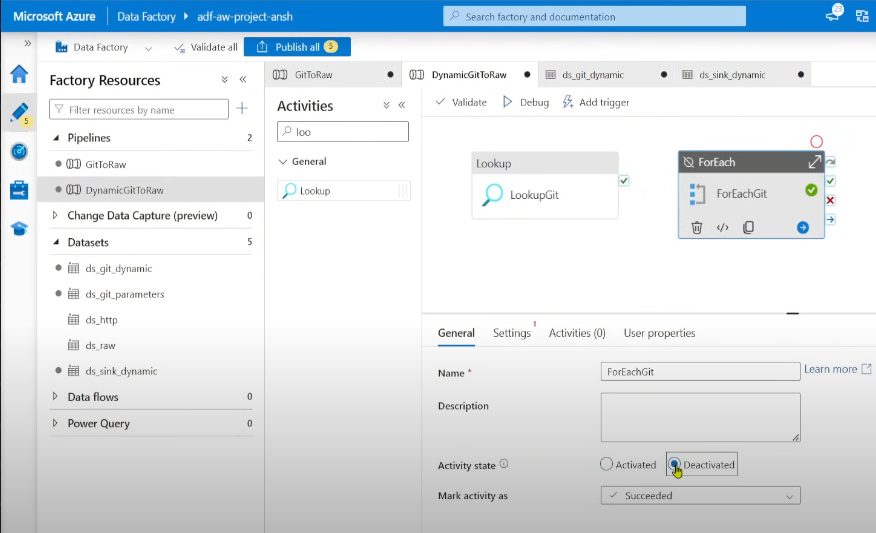 Microsoft Azure
Data Factory
adf-aw-project-ansh
Search factory and documentation
23
»
Data Factory
Validate all
Publish all
5
5
Factory Resources
«
Filter resources by name
+
Pipelines
2
GitToRaw
DynamicGitToRaw
Change Data Capture (preview)
0
Datasets
5
ds_git_dynamic
ds_git_parameters
ds_http
ds_raw
ds_sink_dynamic
Data flows
0
Power Query
0
GitToRaw
DynamicGitToRaw
ds_git_dynamic
ds_sink_dynamic
Activities
«
loo
General
Lookup
Validate
Debug
Add trigger
Lookup
LookupGit
ForEach
ForEachGit
General
Settings
1
Activities (0)
User properties
Name *
ForEachGit
Learn more
Description
Activity state
Activated
Deactivated
Mark activity as
Succeeded